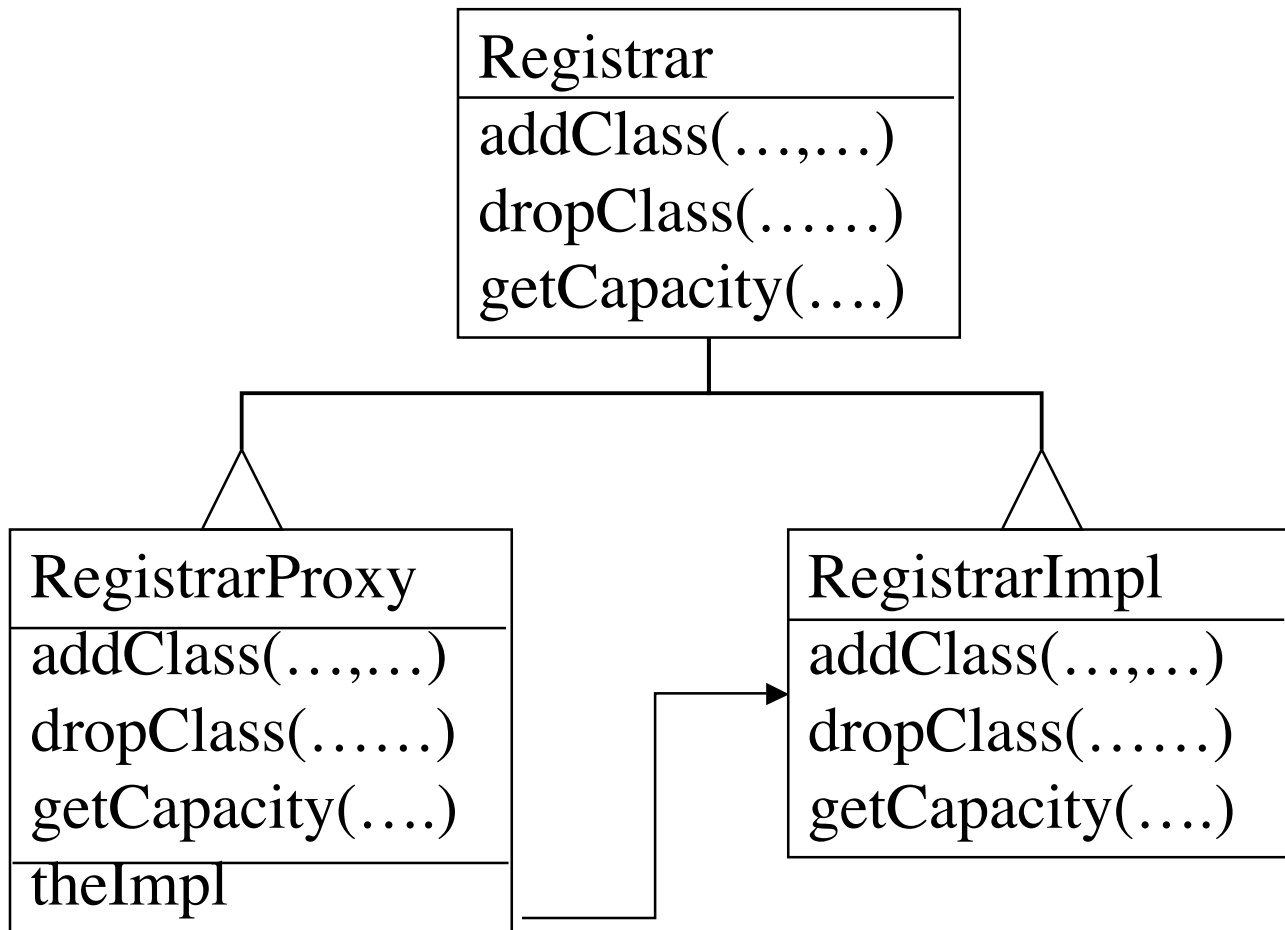 Registrar
addClass(…,…)
dropClass(……)
getCapacity(….)
RegistrarProxy
addClass(…,…)
dropClass(……)
getCapacity(….)
theImpl
RegistrarImpl
addClass(…,…)
dropClass(……)
getCapacity(….)